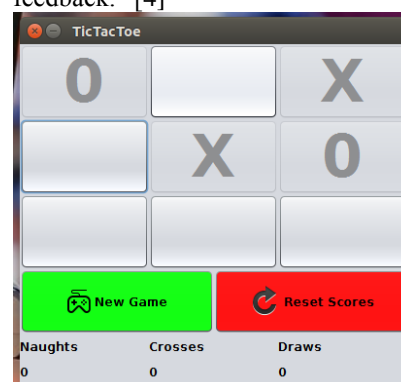 feedback." [4]
TicTacToe
0 X
X 0
New Game Reset Scores
Naughts Crosses Draws
0 0 0